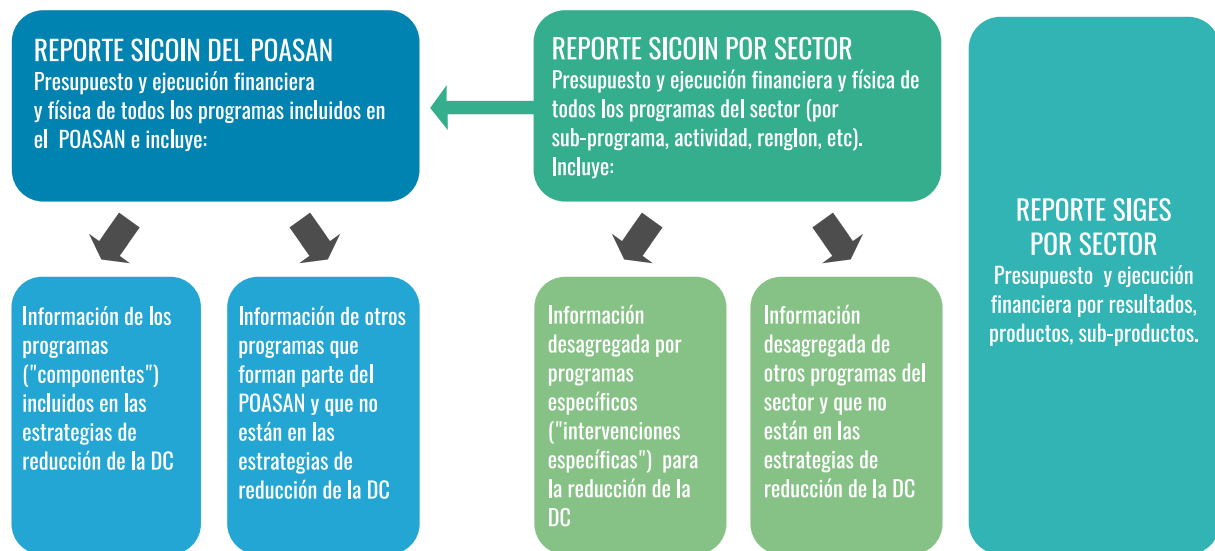 REPORTE SICOIN DEL POASAN
Presupuesto y ejecución financiera
y física de todos los programas incluidos en
el POASAN e incluye:
REPORTE SICOIN POR SECTOR
Presupuesto y ejecución financiera y física de
todos los programas del sector (por
sub-programa, actividad, renglon, etc).
Incluye:
Información de los
programas
("componentes")
incluidos en las
estrategias de
reducción de la DC
Información de otros
programas que
forman parte del
POASAN y que no
están en las
estrategias de
reducción de la DC
Información
desagregada por
programas
específicos
("intervenciones
específicas") para
la reducción de la
DC
Información
desagregada de
otros programas del
sector y que no
están en las
estrategias de
reducción de la DC
REPORTE SIGES
POR SECTOR
Presupuesto y ejecución
financiera por resultados,
productos, sub-productos.